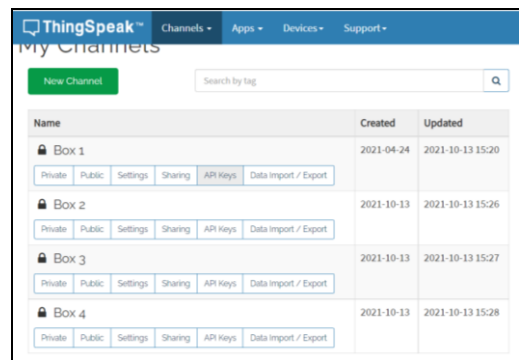 ThingSpeak™ Channels Apps Devices Support
My Channels
New Channel Search by tag
Name Created Updated
Box 1 2021-04-24 2021-10-13 15:20
Private Public Settings Sharing API Keys Data Import / Export
Box 2 2021-10-13 2021-10-13 15:26
Private Public Settings Sharing API Keys Data Import / Export
Box 3 2021-10-13 2021-10-13 15:27
Private Public Settings Sharing API Keys Data Import / Export
Box 4 2021-10-13 2021-10-13 15:28
Private Public Settings Sharing API Keys Data Import / Export